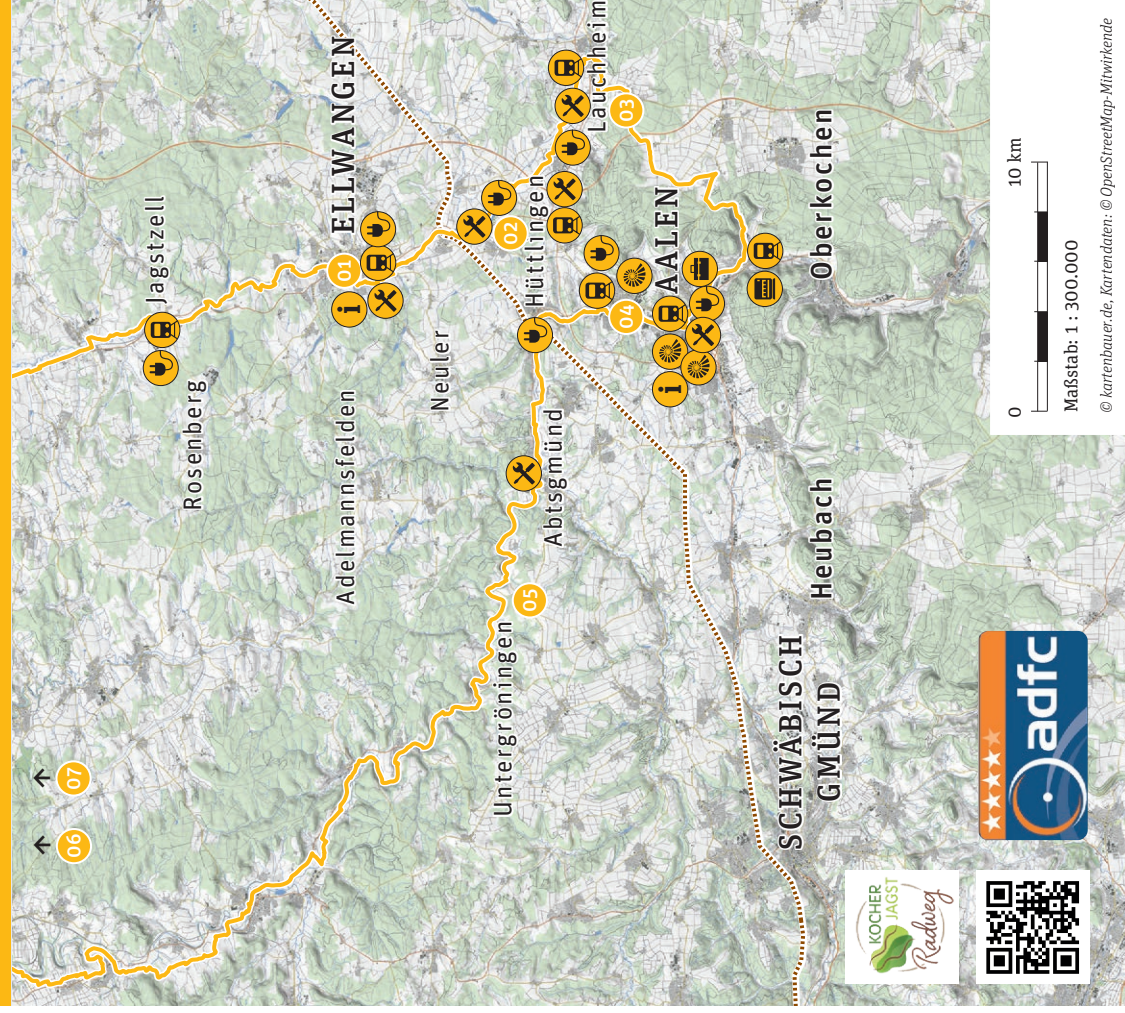 06
07
Jagstzell
Rosenberg
Adelmannsfelden
01
ELLWANGEN
Neuler
Untergröningen
02
05
Hüttlingen
Abtsgmünd
Lauchheim
04
03
AALEN
SCHWÄBISCH
GMÜND
Heubach
Oberkochen
KOCHER
JAGST
Radweg
adfc
0
10 km
Maßstab: 1 : 300.000
© kartenbauer.de, Kartendaten: © OpenStreetMap-Mitwirkende